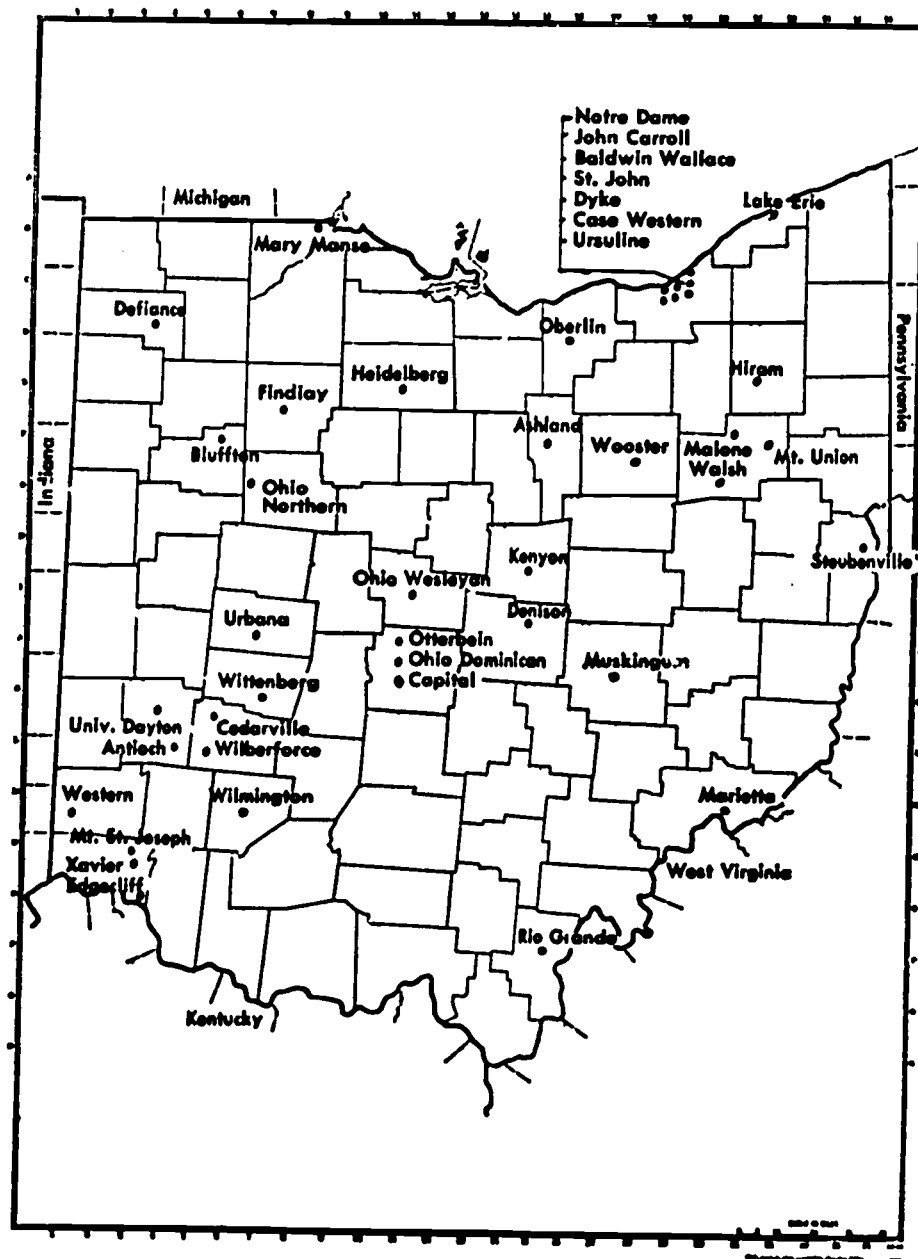 Notre Dame
John Carroll
Baldwin Wallace
St. John
Dyke
Case Western
Ursuline
Michigan
Lake Erie
Mary Manse
Defiance
Oberlin
Pennsylvania
Hiram
Heidelberg
Findlay
Ashland
Wooster
Malone
Walsh
Mt. Union
Bluffton
Indiana
Ohio
Northern
Steubenville
Kenyon
Ohio Wesleyan
Denison
Urbana
Otterbein
Ohio Dominican
Capital
Muskingum
Wittenberg
Univ. Dayton
Cedarville
Antioch
Wilberforce
Western
Wilmington
Marietta
Mt. St. Joseph
Xavier
Edgecliff
West Virginia
Rio Grande
Kentucky